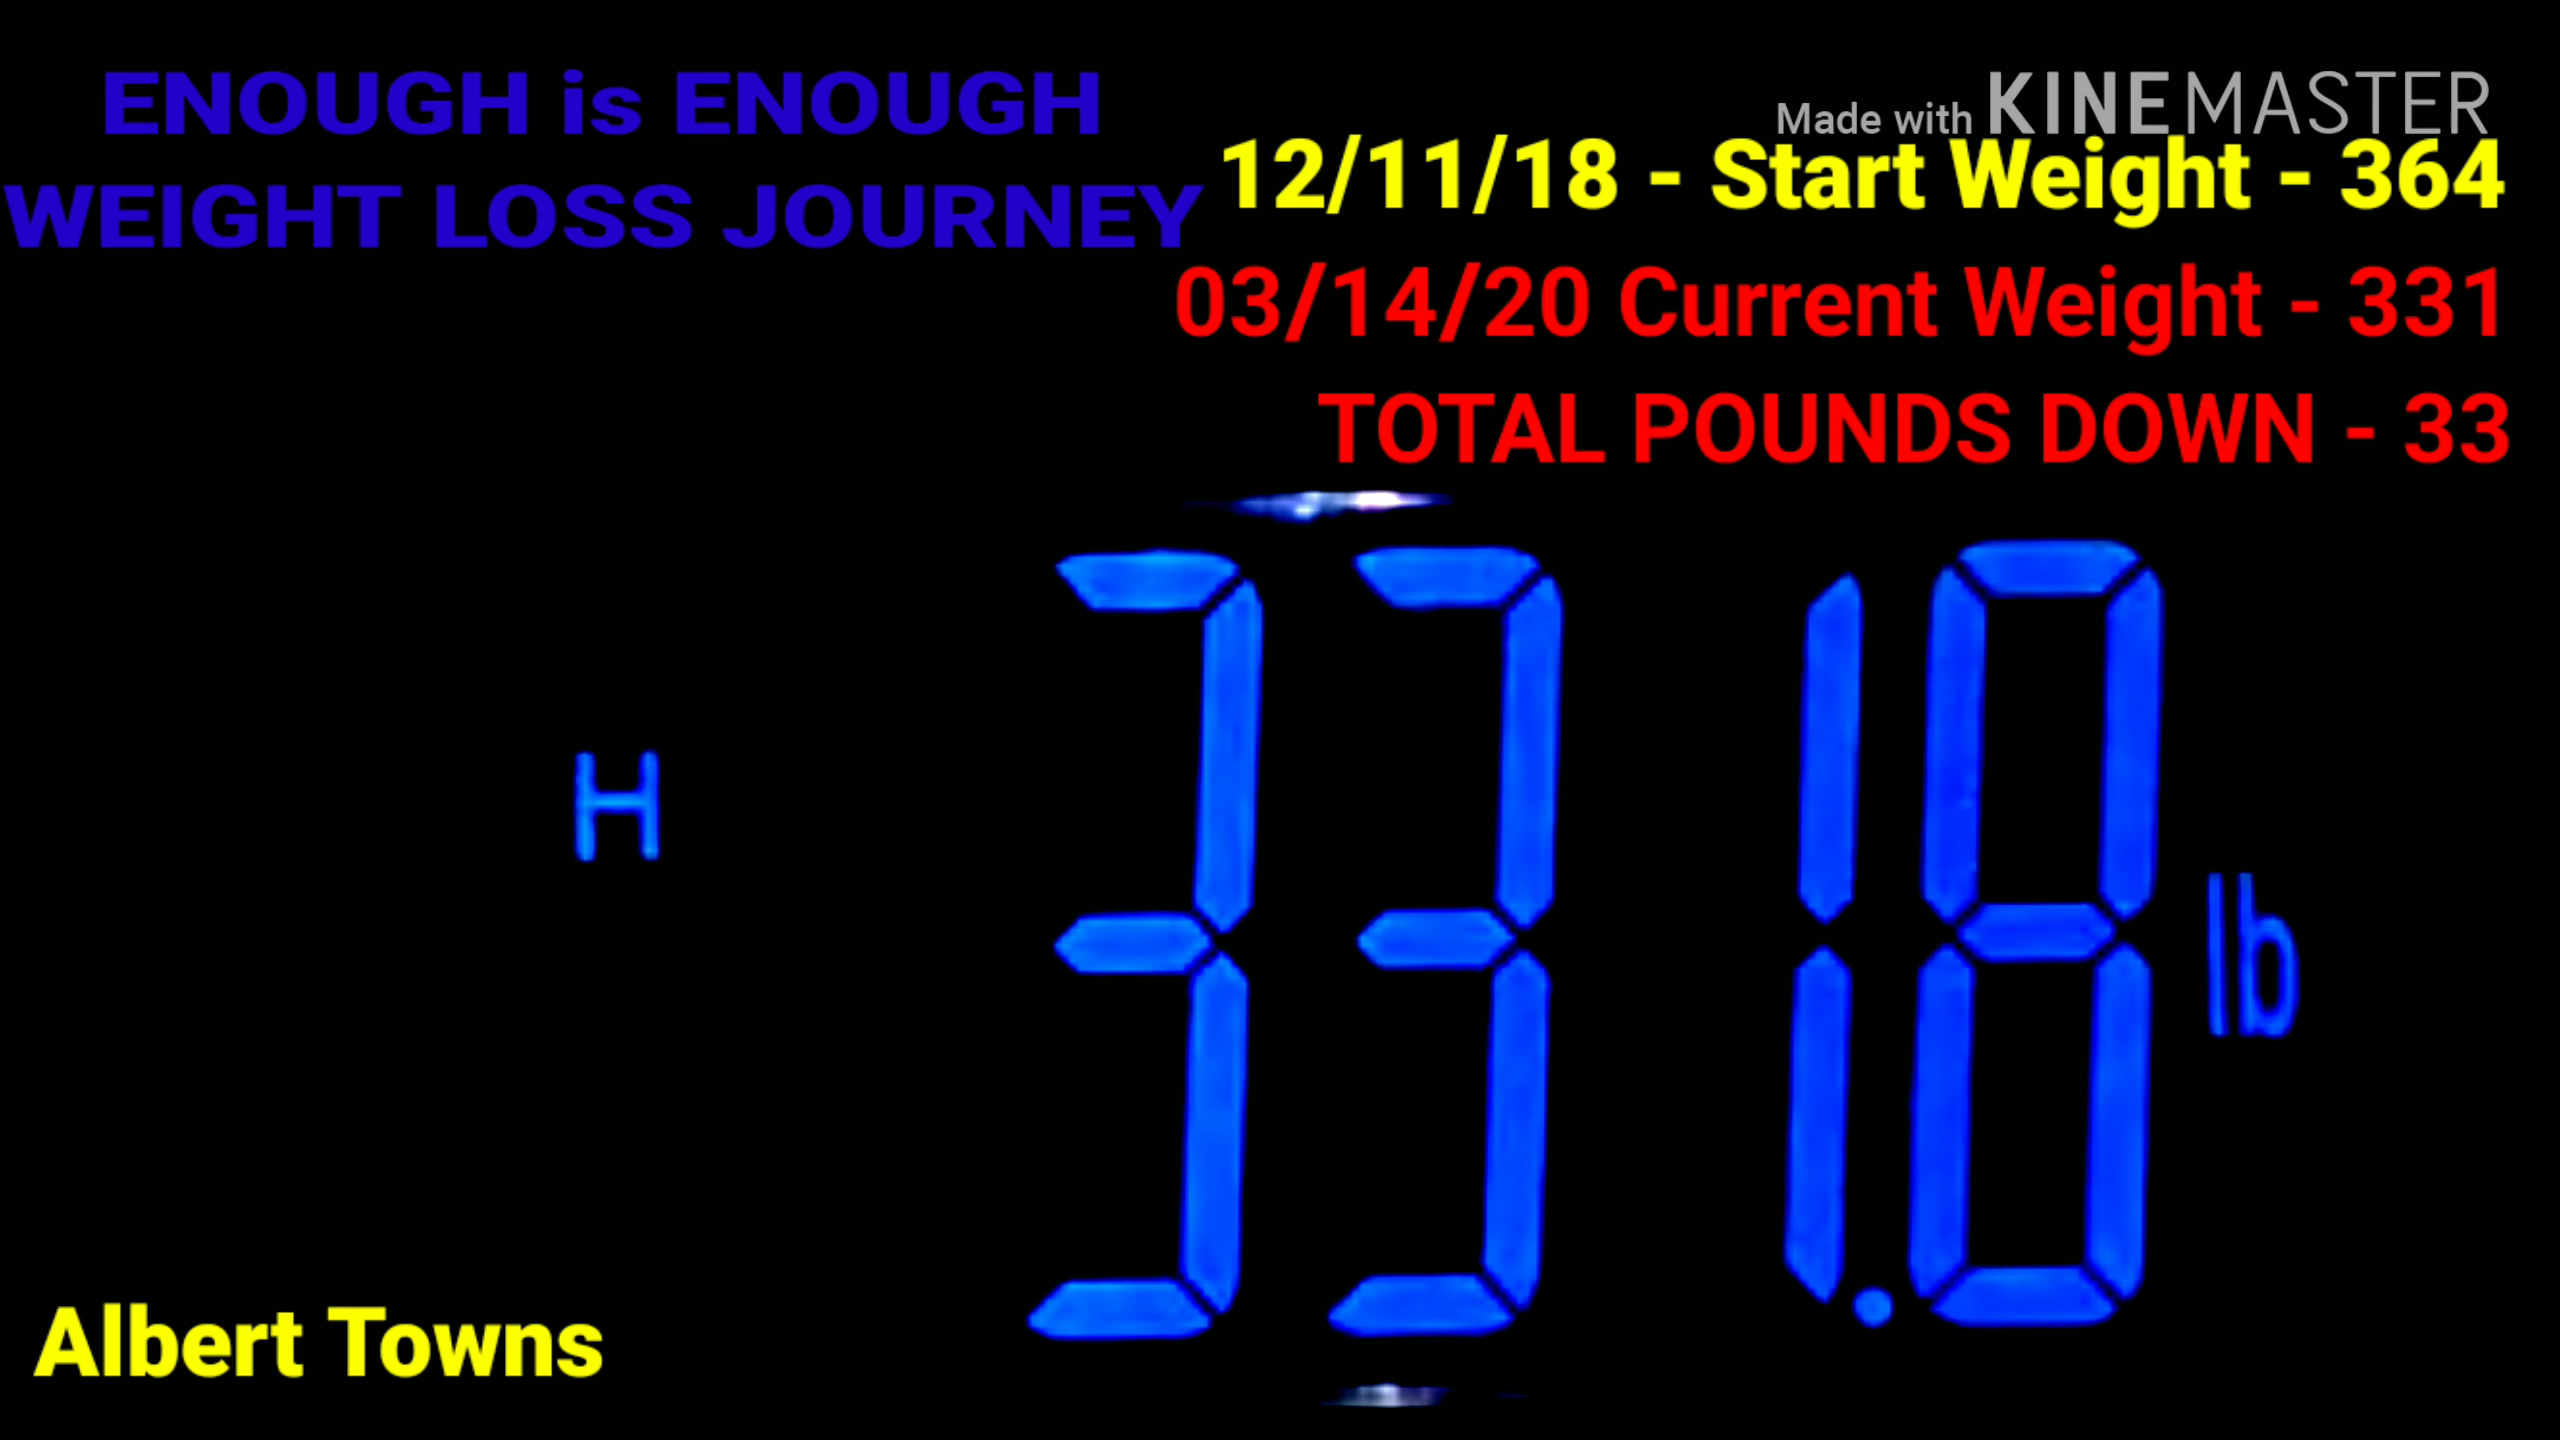 ENOUGH is ENOUGH
WEIGHT LOSS JOURNEY
Made with KINEMASTER
12/11/18 - Start Weight - 364
03/14/20 Current Weight - 331
TOTAL POUNDS DOWN - 33
H
331.8 lb
Albert Towns